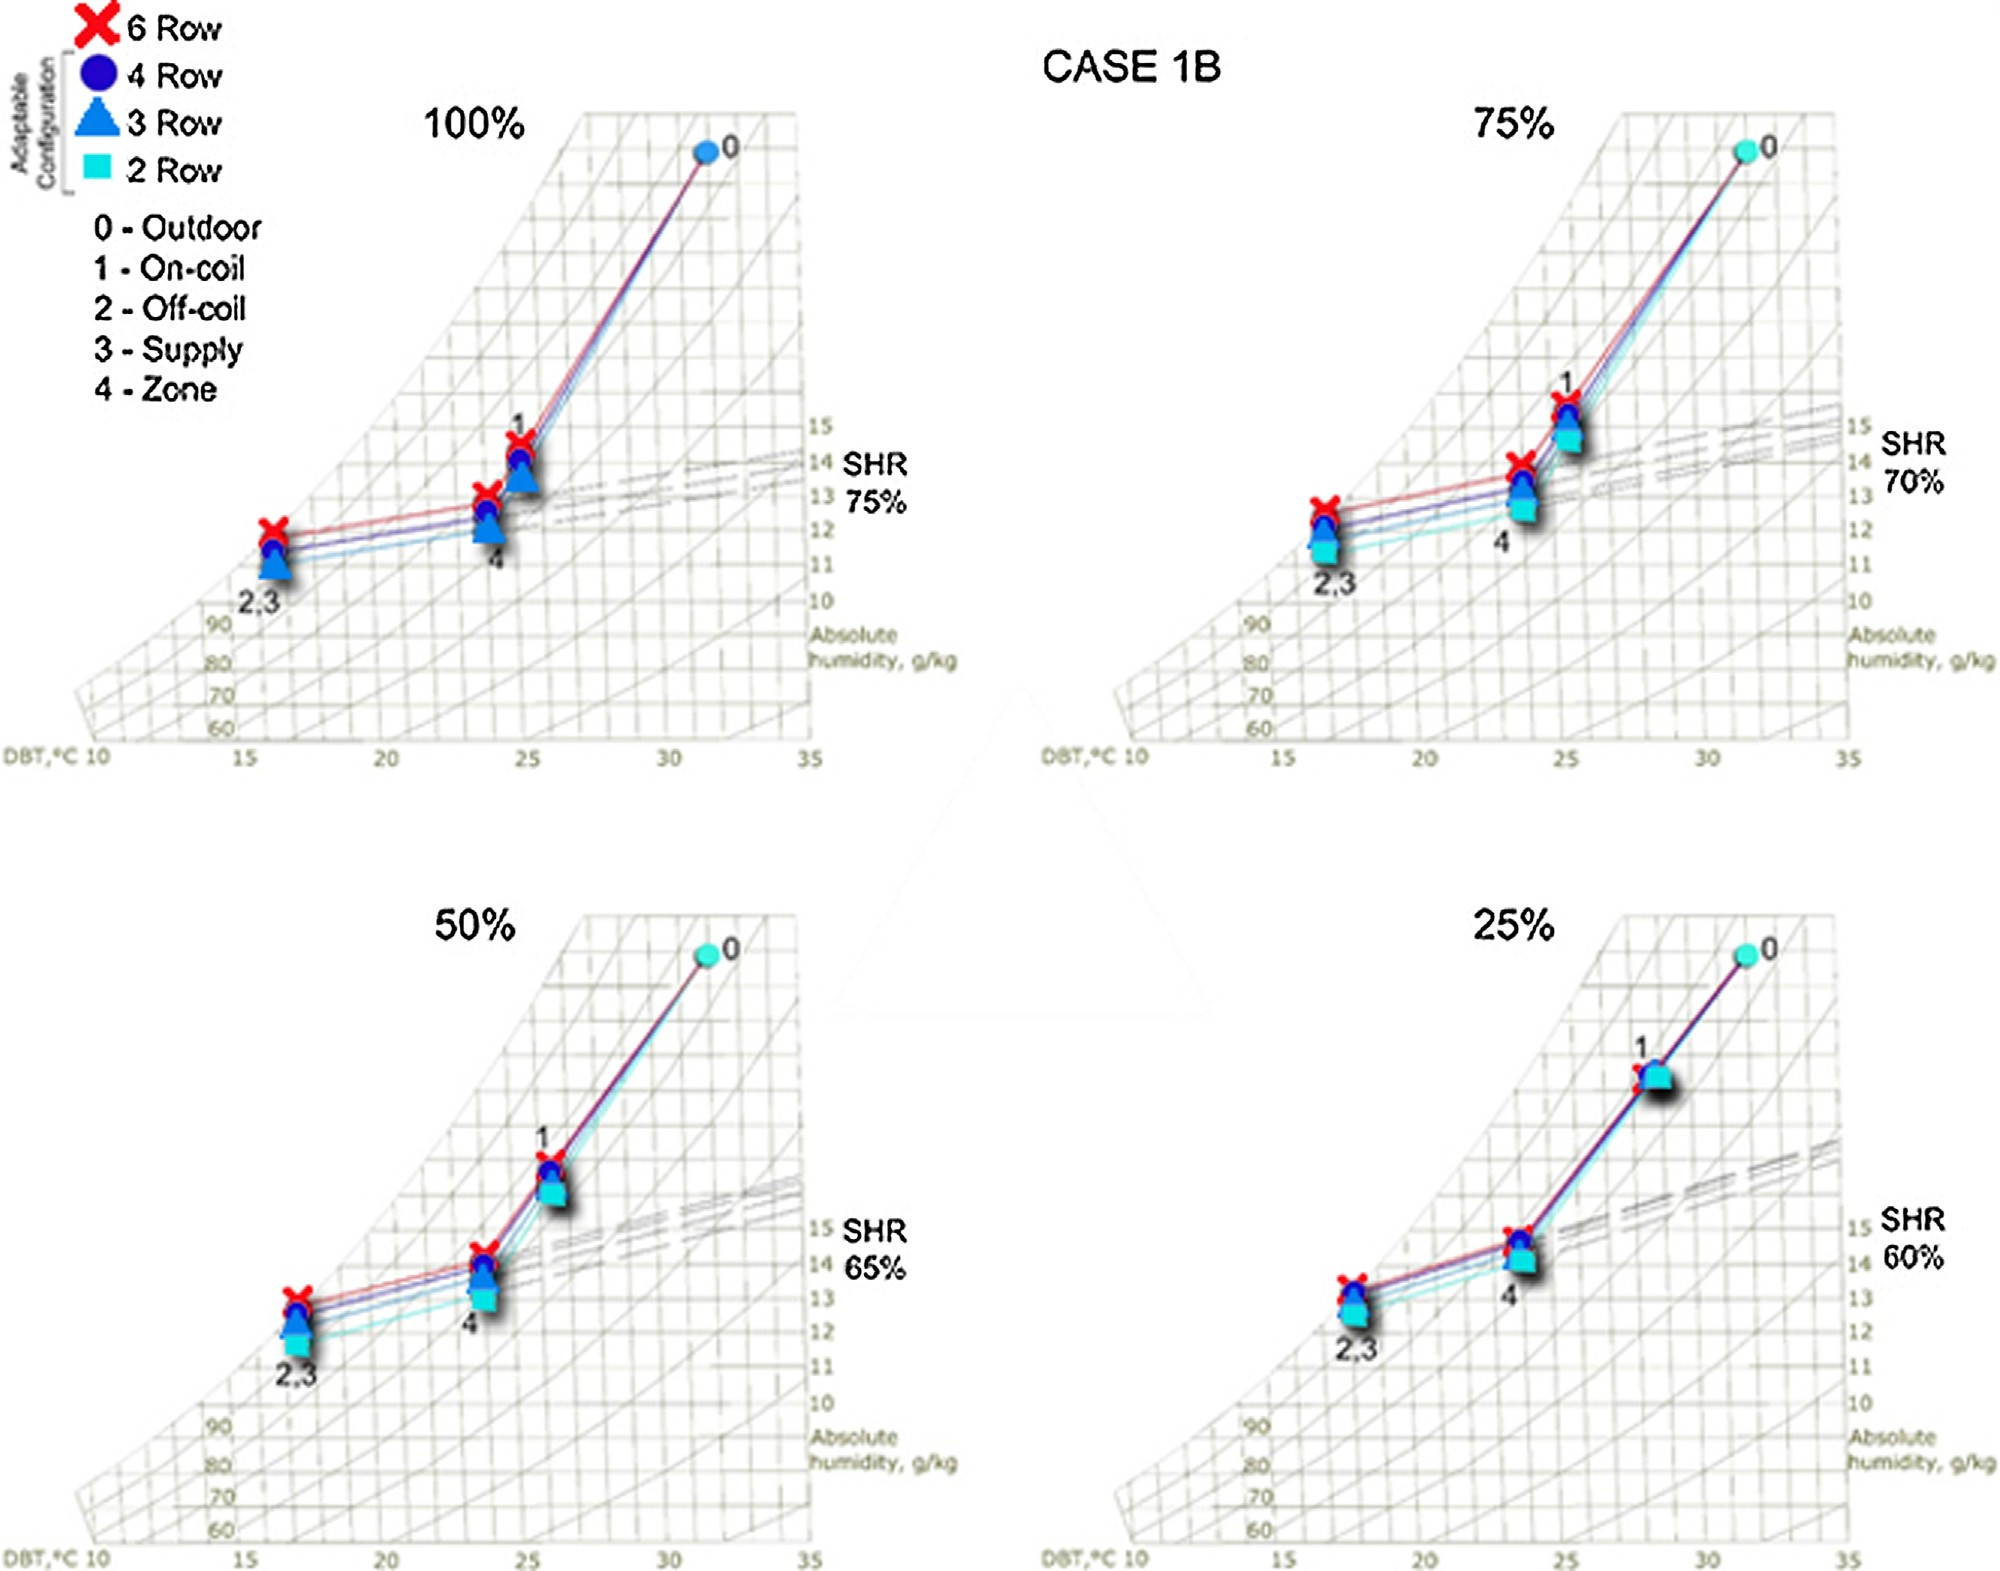 6 Row
Adaptable
Configuration
4 Row
3 Row
2 Row
0 - Outdoor
1 - On-coil
2 - Off-coil
3 - Supply
4 - Zone
CASE 1B
100%
0
1
4
2,3
15
14
13
12
11
10
SHR
75%
Absolute
humidity, g/kg
90
80
70
60
DBT,°C 10 15 20 25 30 35
75%
0
1
4
2,3
15
14
13
12
11
10
SHR
70%
Absolute
humidity, g/kg
90
80
70
60
DBT,°C 10 15 20 25 30 35
50%
0
1
4
2,3
15
14
13
12
11
10
SHR
65%
Absolute
humidity, g/kg
90
80
70
60
DBT,°C 10 15 20 25 30 35
25%
0
1
4
2,3
15
14
13
12
11
10
SHR
60%
Absolute
humidity, g/kg
90
80
70
60
DBT,°C 10 15 20 25 30 35